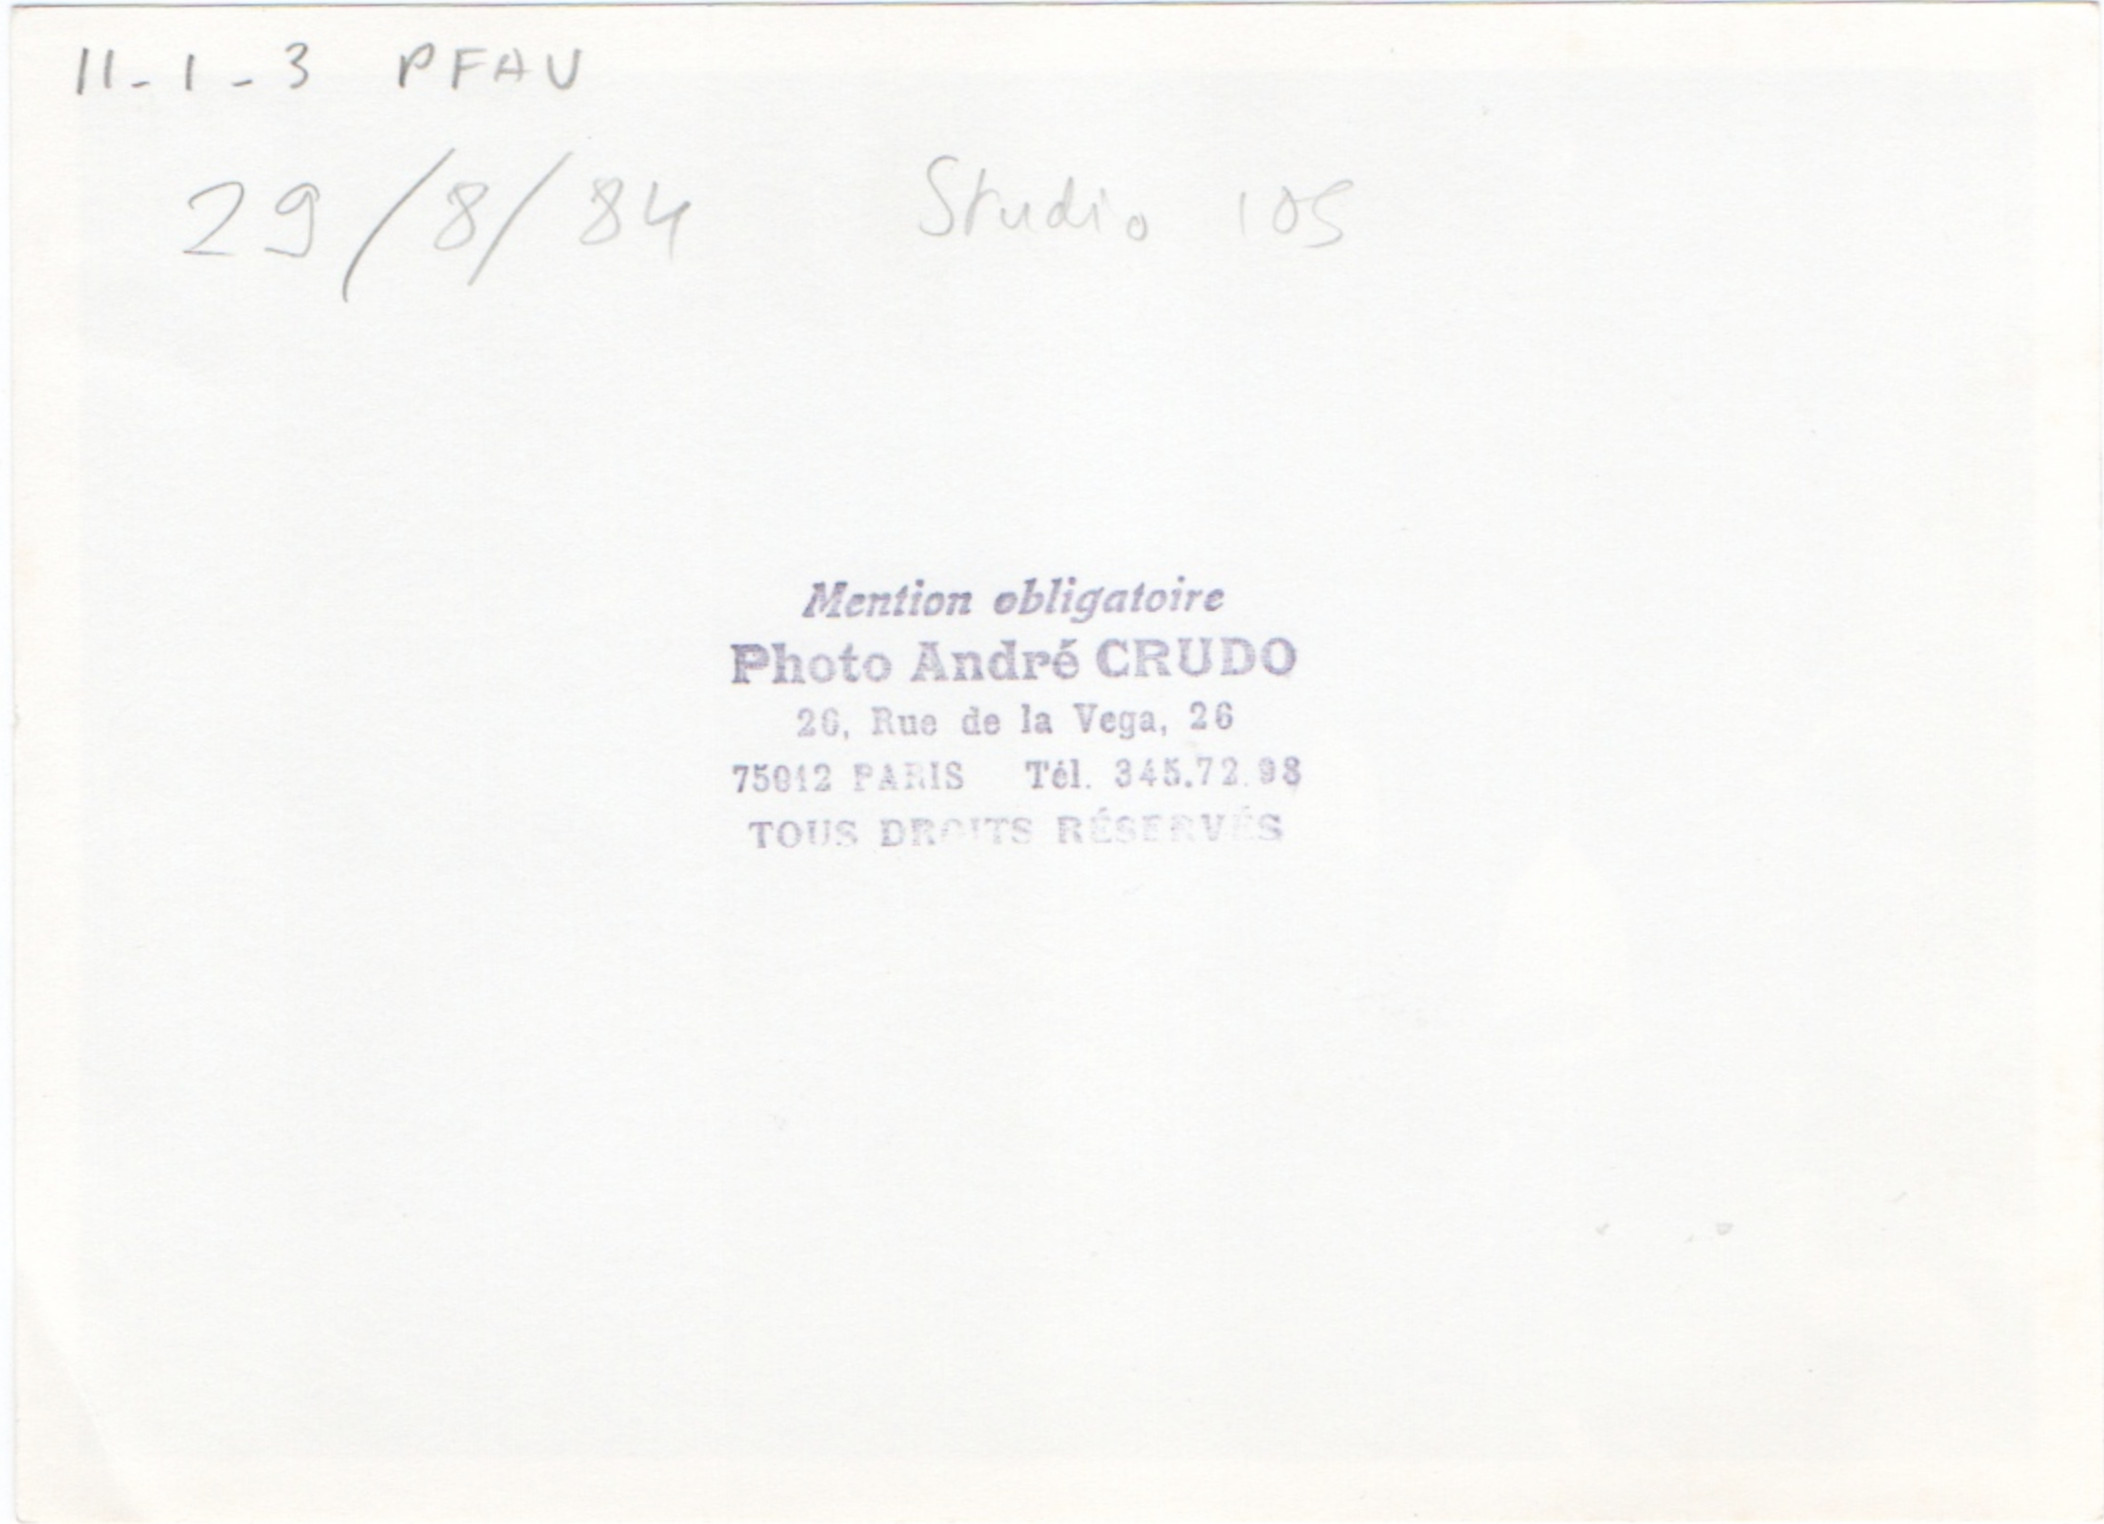 11-1-3 PFAU
29/8/84 Studio 105
Mention obligatoire
Photo André CRUDO
26, Rue de la Vega, 26
75012 PARIS Tél. 345.72.98
TOUS DROITS RÉSERVÉS